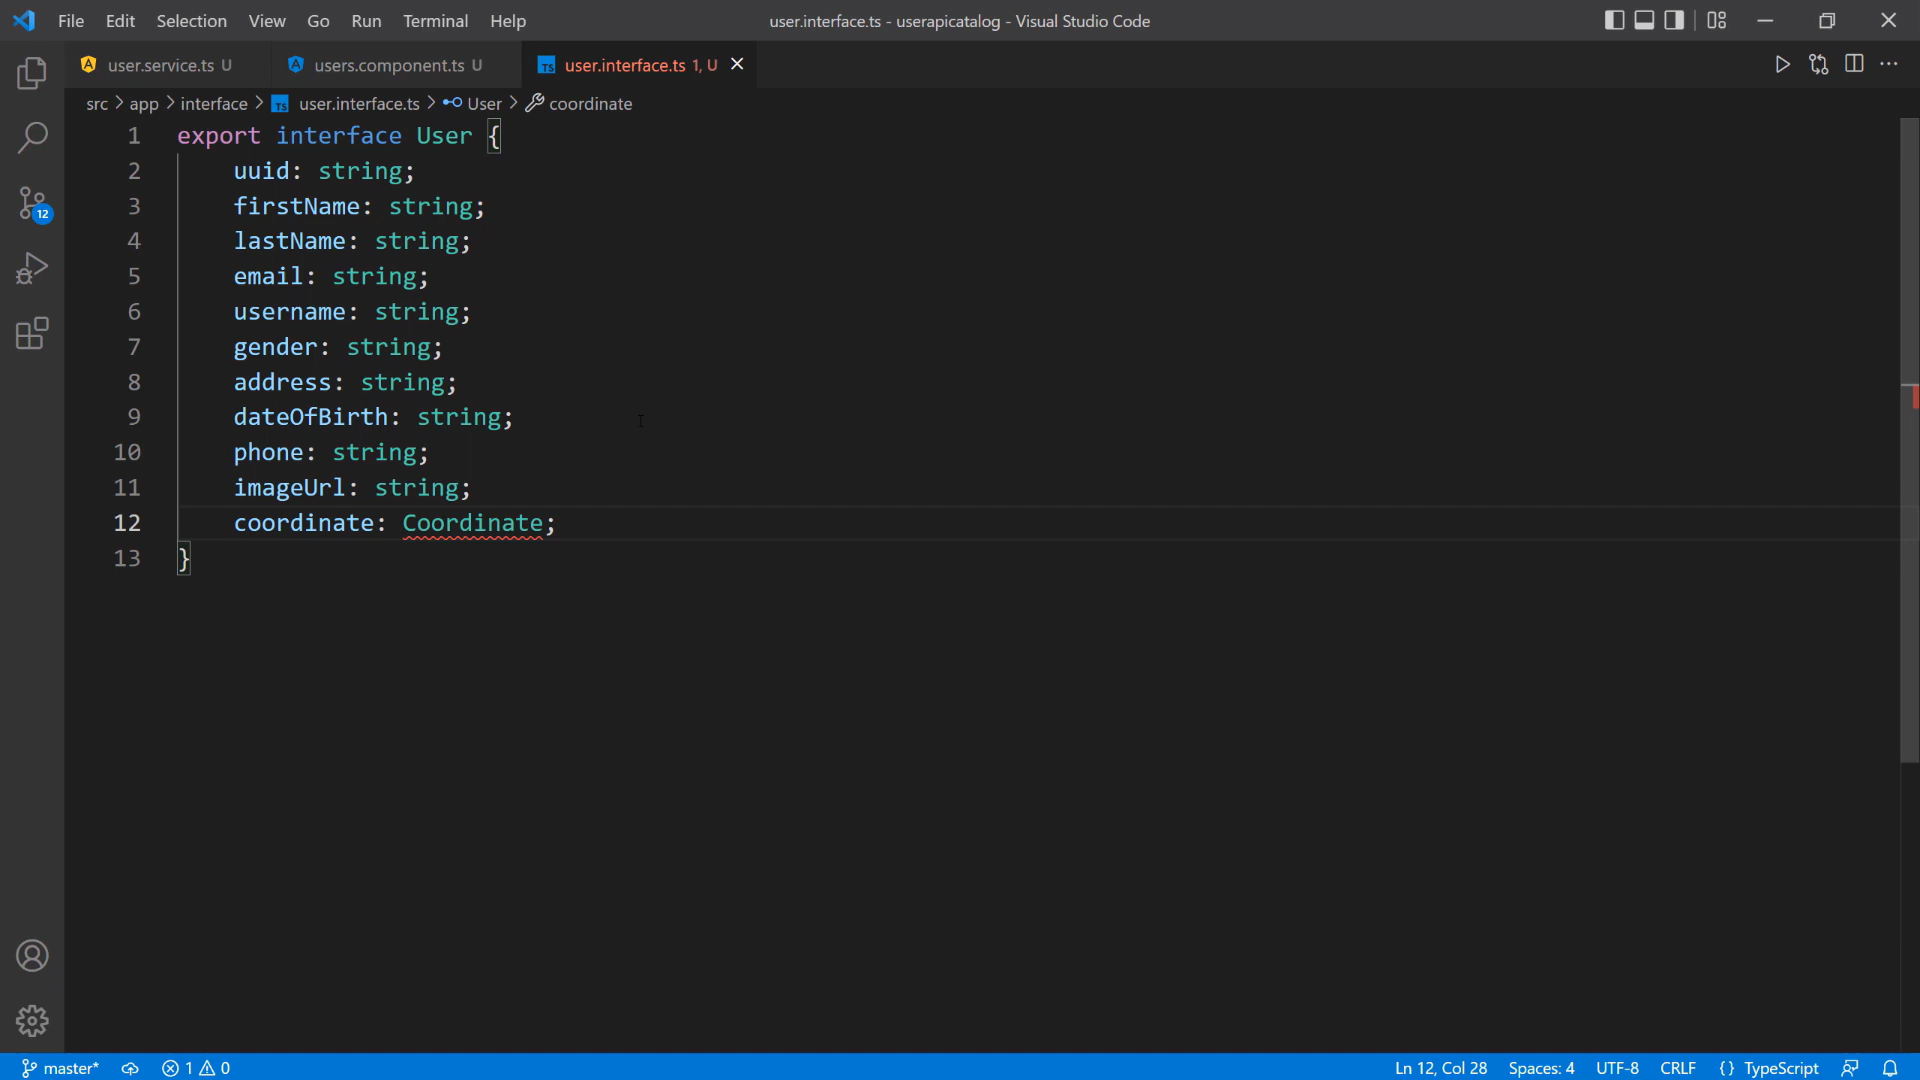 File Edit Selection View Go Run Terminal Help user.interface.ts - userapicatalog - Visual Studio Code
user.service.ts U users.component.ts U TS user.interface.ts 1, U
src > app > interface > TS user.interface.ts > User > coordinate
1 export interface User {
2 uuid: string;
3 firstName: string;
4 lastName: string;
5 email: string;
6 username: string;
7 gender: string;
8 address: string;
9 dateOfBirth: string;
10 phone: string;
11 imageUrl: string;
12 coordinate: Coordinate;
13 }
12
master* 1 0 Ln 12, Col 28 Spaces: 4 UTF-8 CRLF {} TypeScript